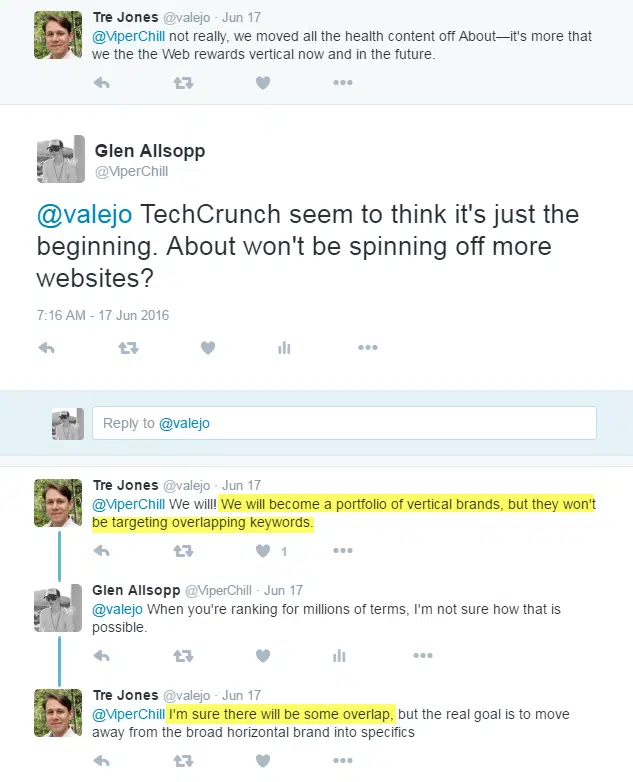 Tre Jones @valejo · Jun 17
@ViperChill not really, we moved all the health content off About—it's more that
we the the Web rewards vertical now and in the future.
Glen Allsopp
@ViperChill
@valejo TechCrunch seem to think it's just the
beginning. About won't be spinning off more
websites?
7:16 AM - 17 Jun 2016
Reply to @valejo
Tre Jones @valejo · Jun 17
@ViperChill We will! We will become a portfolio of vertical brands, but they won't
be targeting overlapping keywords.
1
Glen Allsopp @ViperChill · Jun 17
@valejo When you're ranking for millions of terms, I'm not sure how that is
possible.
Tre Jones @valejo · Jun 17
@ViperChill I'm sure there will be some overlap, but the real goal is to move
away from the broad horizontal brand into specifics